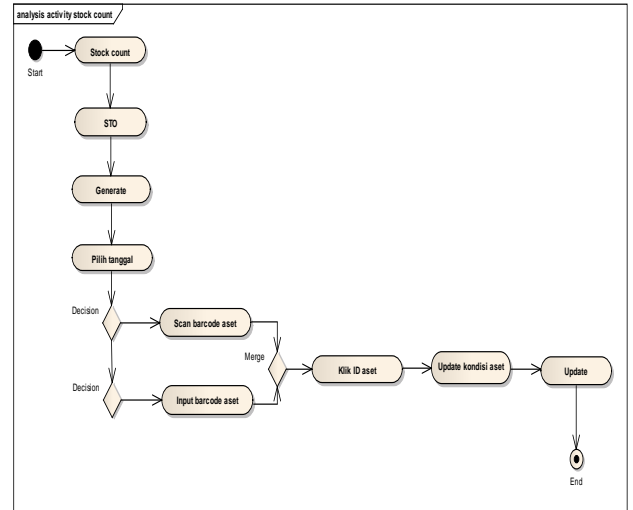 analysis activity stock count
Start
Stock count
STO
Generate
Pilih tanggal
Decision
Scan barcode aset
Merge
Klik ID aset
Update kondisi aset
Update
Decision
Input barcode aset
End